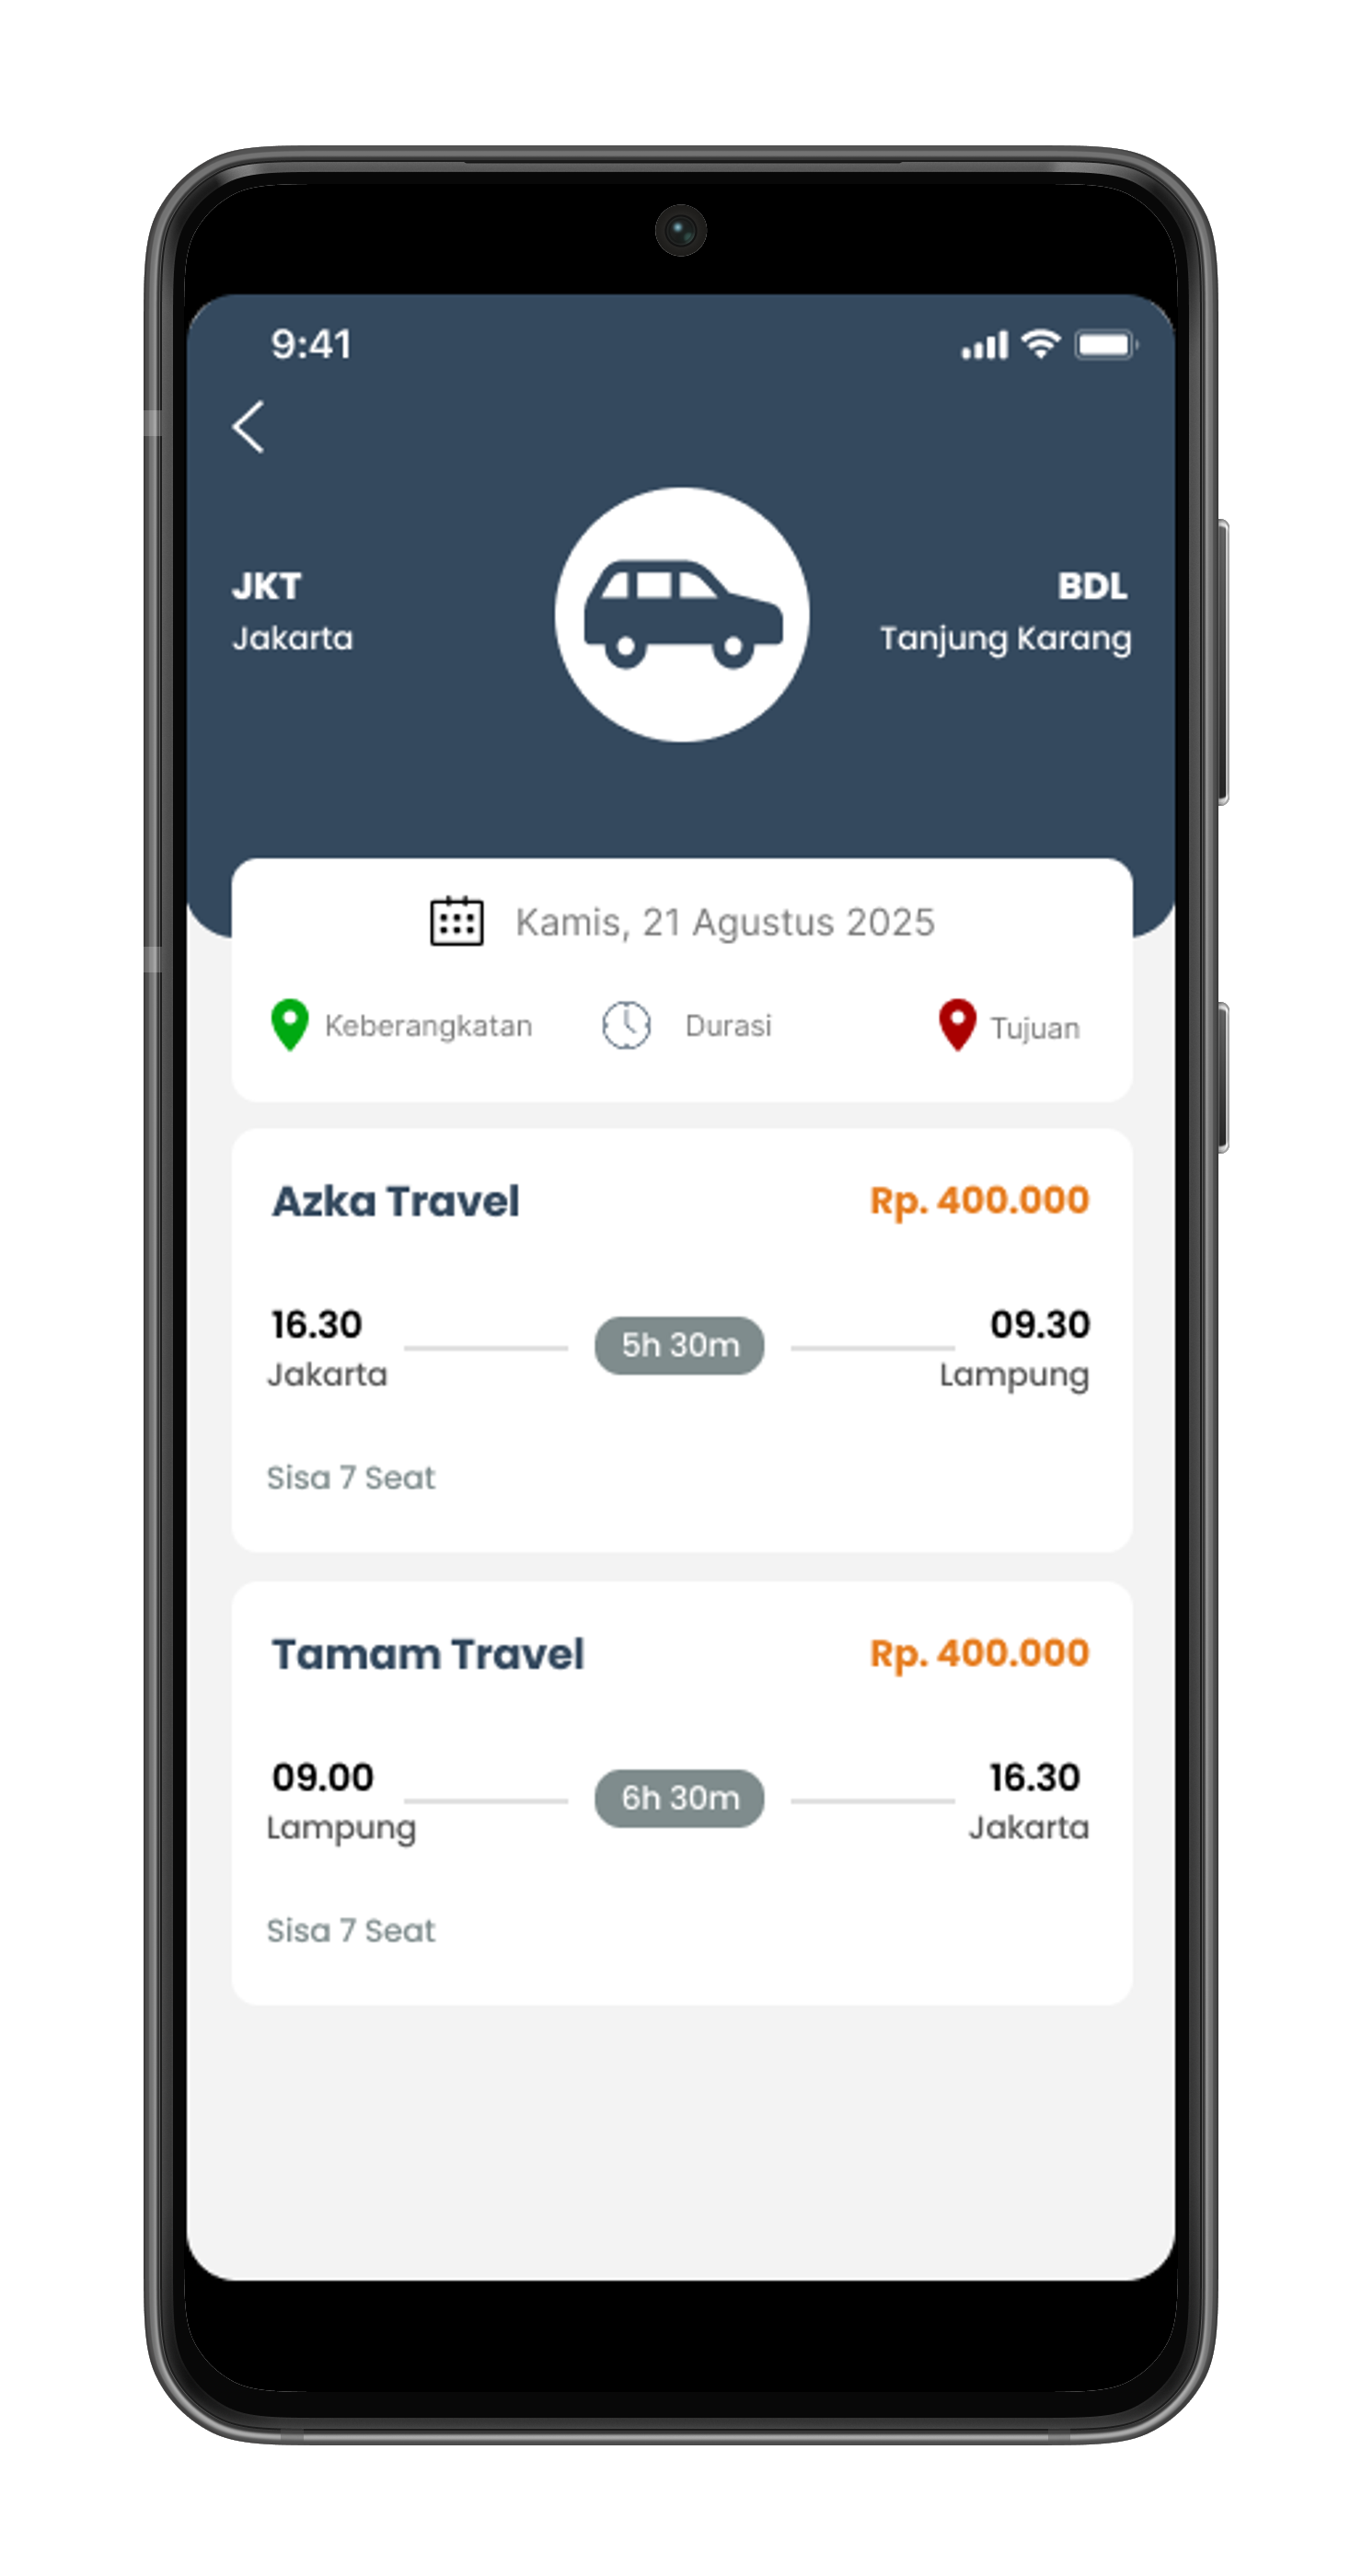 9:41
JKT
Jakarta
BDL
Tanjung Karang
Kamis, 21 Agustus 2025
Keberangkatan
Durasi
Tujuan
Azka Travel
Rp. 400.000
16.30
5h 30m
09.30
Jakarta
Lampung
Sisa 7 Seat
Tamam Travel
Rp. 400.000
09.00
6h 30m
16.30
Lampung
Jakarta
Sisa 7 Seat